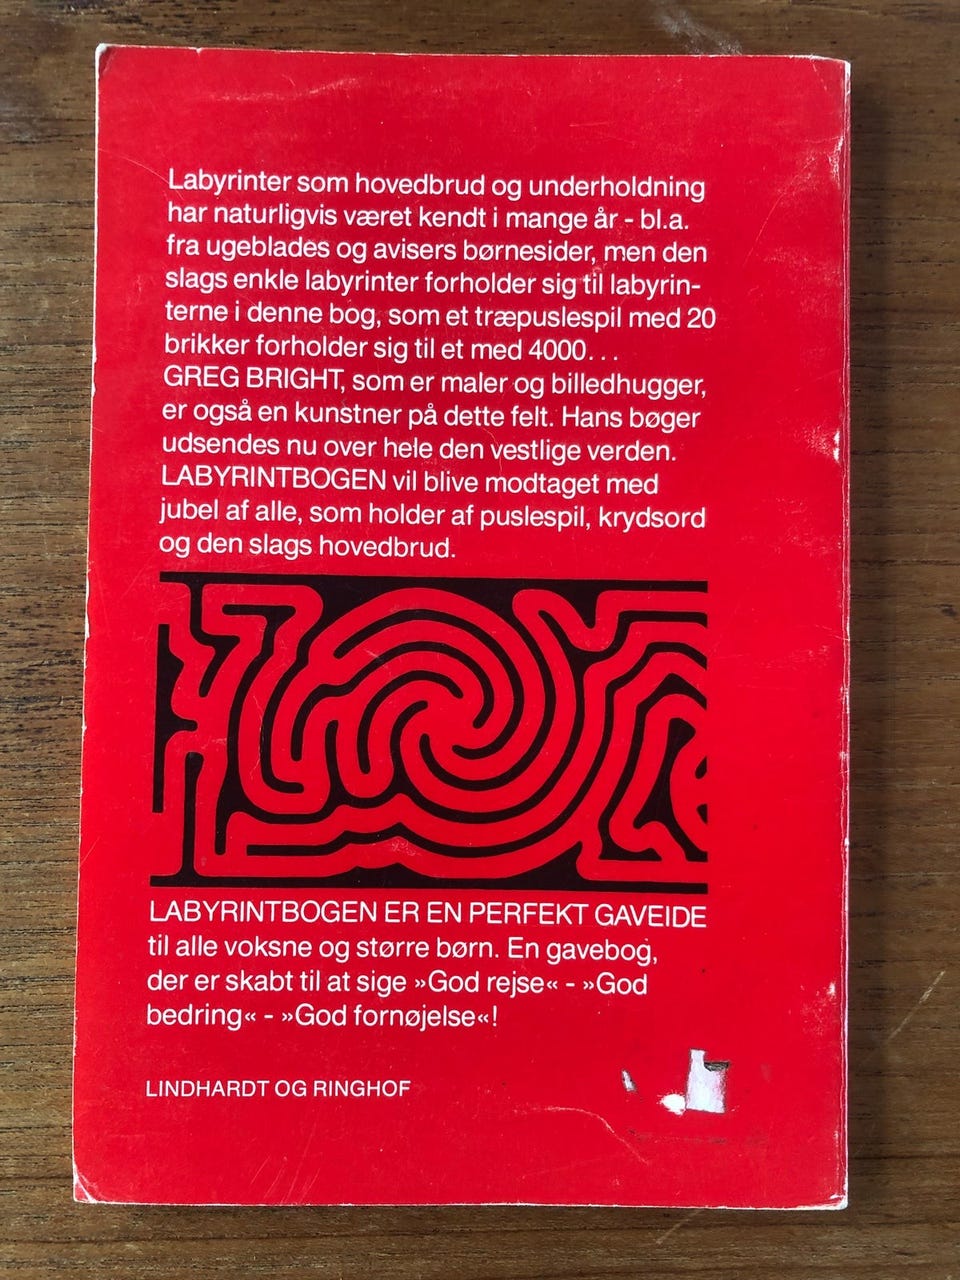 Labyrinter som hovedbrud og underholdning
har naturligvis været kendt i mange år - bl.a.
fra ugeblades og avisers børnesider, men den
slags enkle labyrinter forholder sig til labyrin-
terne i denne bog, som et træpuslespil med 20
brikker forholder sig til et med 4000...
GREG BRIGHT, som er maler og billedhugger,
er også en kunstner på dette felt. Hans bøger
udsendes nu over hele den vestlige verden.
LABYRINTBOGEN vil blive modtaget med
jubel af alle, som holder af puslespil, krydsord
og den slags hovedbrud.
LABYRINTBOGEN ER EN PERFEKT GAVEIDE
til alle voksne og større børn. En gavebog,
der er skabt til at sige »God rejse« - »God
bedring« - »God fornøjelse«!
LINDHARDT OG RINGHOF